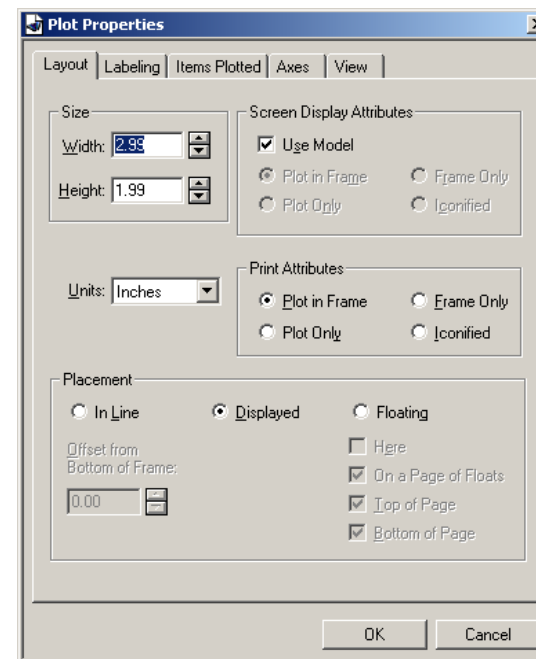 Plot Properties
Layout Labeling Items Plotted Axes View
Size
Width: 2.99
Height: 1.99
Screen Display Attributes
Use Model
Plot in Frame Frame Only
Plot Only Iconified
Units: Inches
Print Attributes
Plot in Frame Frame Only
Plot Only Iconified
Placement
In Line Displayed Floating
Offset from
Bottom of Frame:
0.00
Here
On a Page of Floats
Top of Page
Bottom of Page
OK Cancel